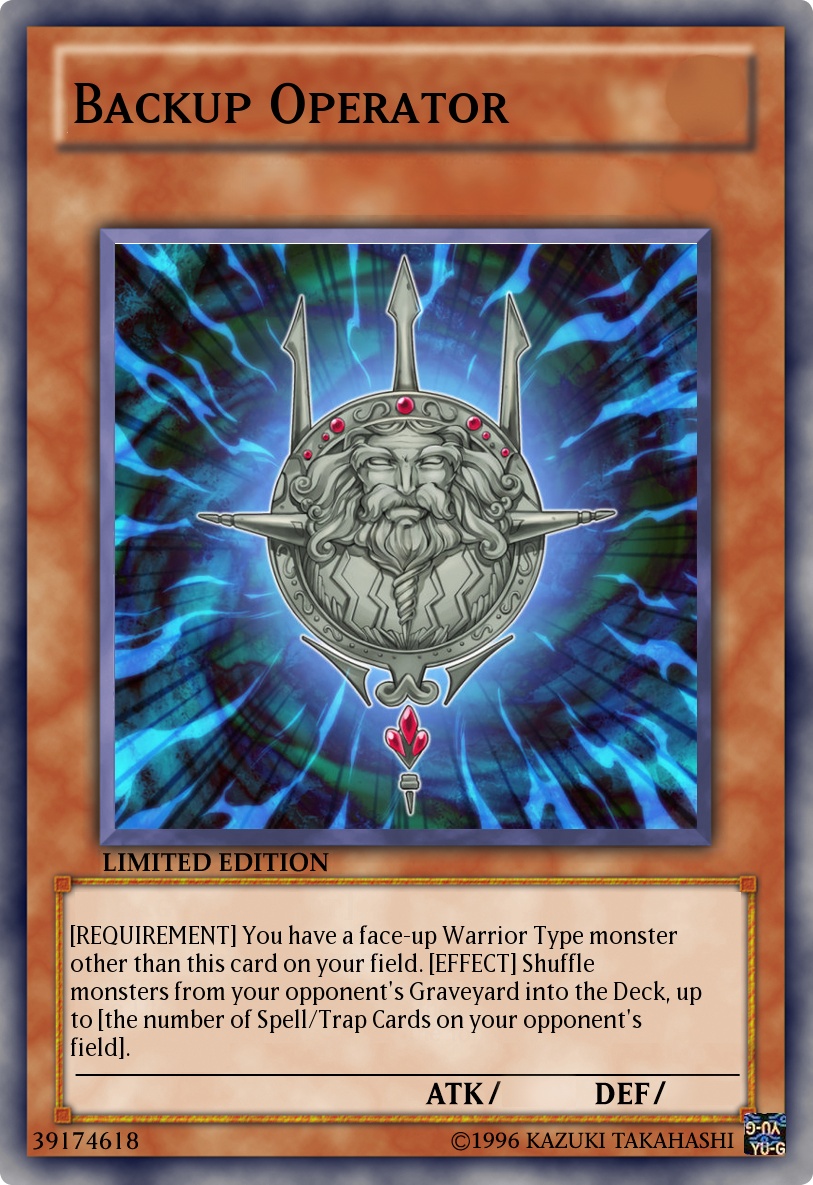 Backup Operator
LIMITED EDITION
[REQUIREMENT] You have a face-up Warrior Type monster
other than this card on your field. [EFFECT] Shuffle
monsters from your opponent's Graveyard into the Deck, up
to [the number of Spell/Trap Cards on your opponent's
field].
ATK/ DEF/
39174618 ©1996 KAZUKI TAKAHASHI